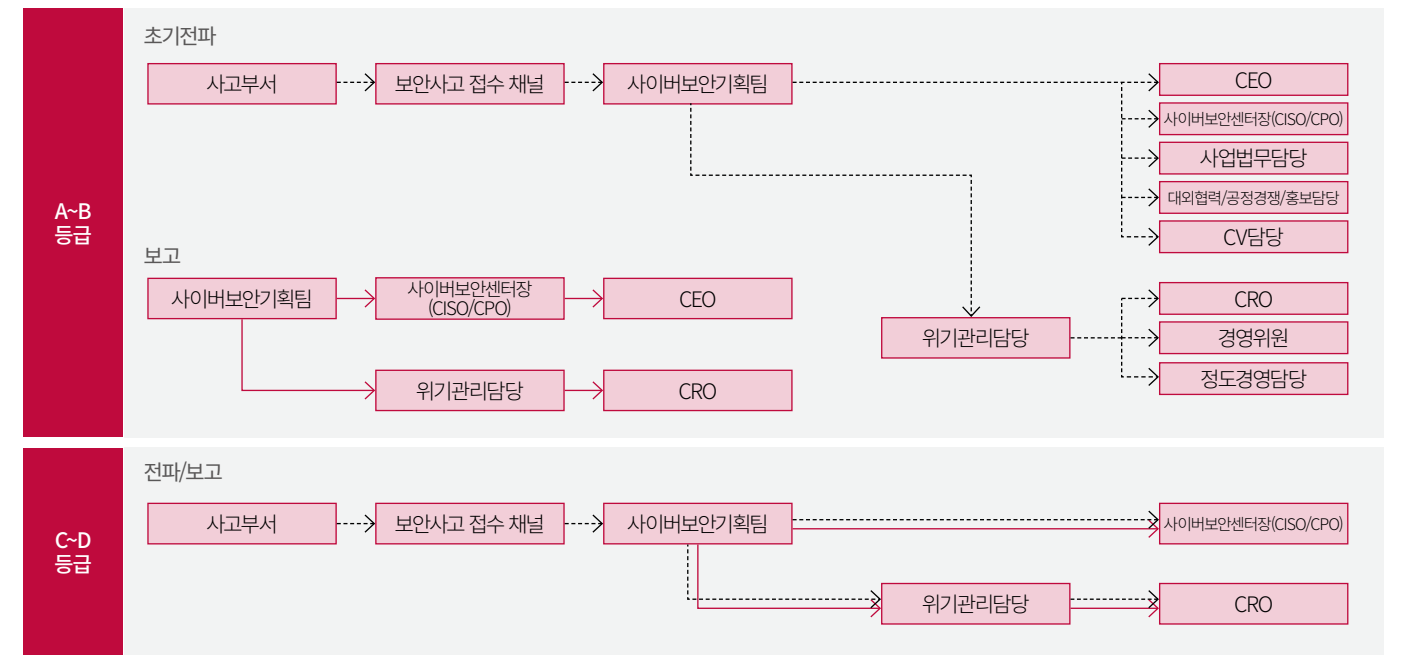 A~B
등급
초기전파
사고부서
보안사고 접수 채널
사이버보안기획팀
CEO
사이버보안센터장(CISO/CPO)
사업법무담당
대외협력/공정경쟁/홍보담당
CV담당
위기관리담당
CRO
경영위원
정도경영담당
보고
사이버보안기획팀
사이버보안센터장
(CISO/CPO)
CEO
위기관리담당
CRO
C~D
등급
전파/보고
사고부서
보안사고 접수 채널
사이버보안기획팀
사이버보안센터장(CISO/CPO)
위기관리담당
CRO